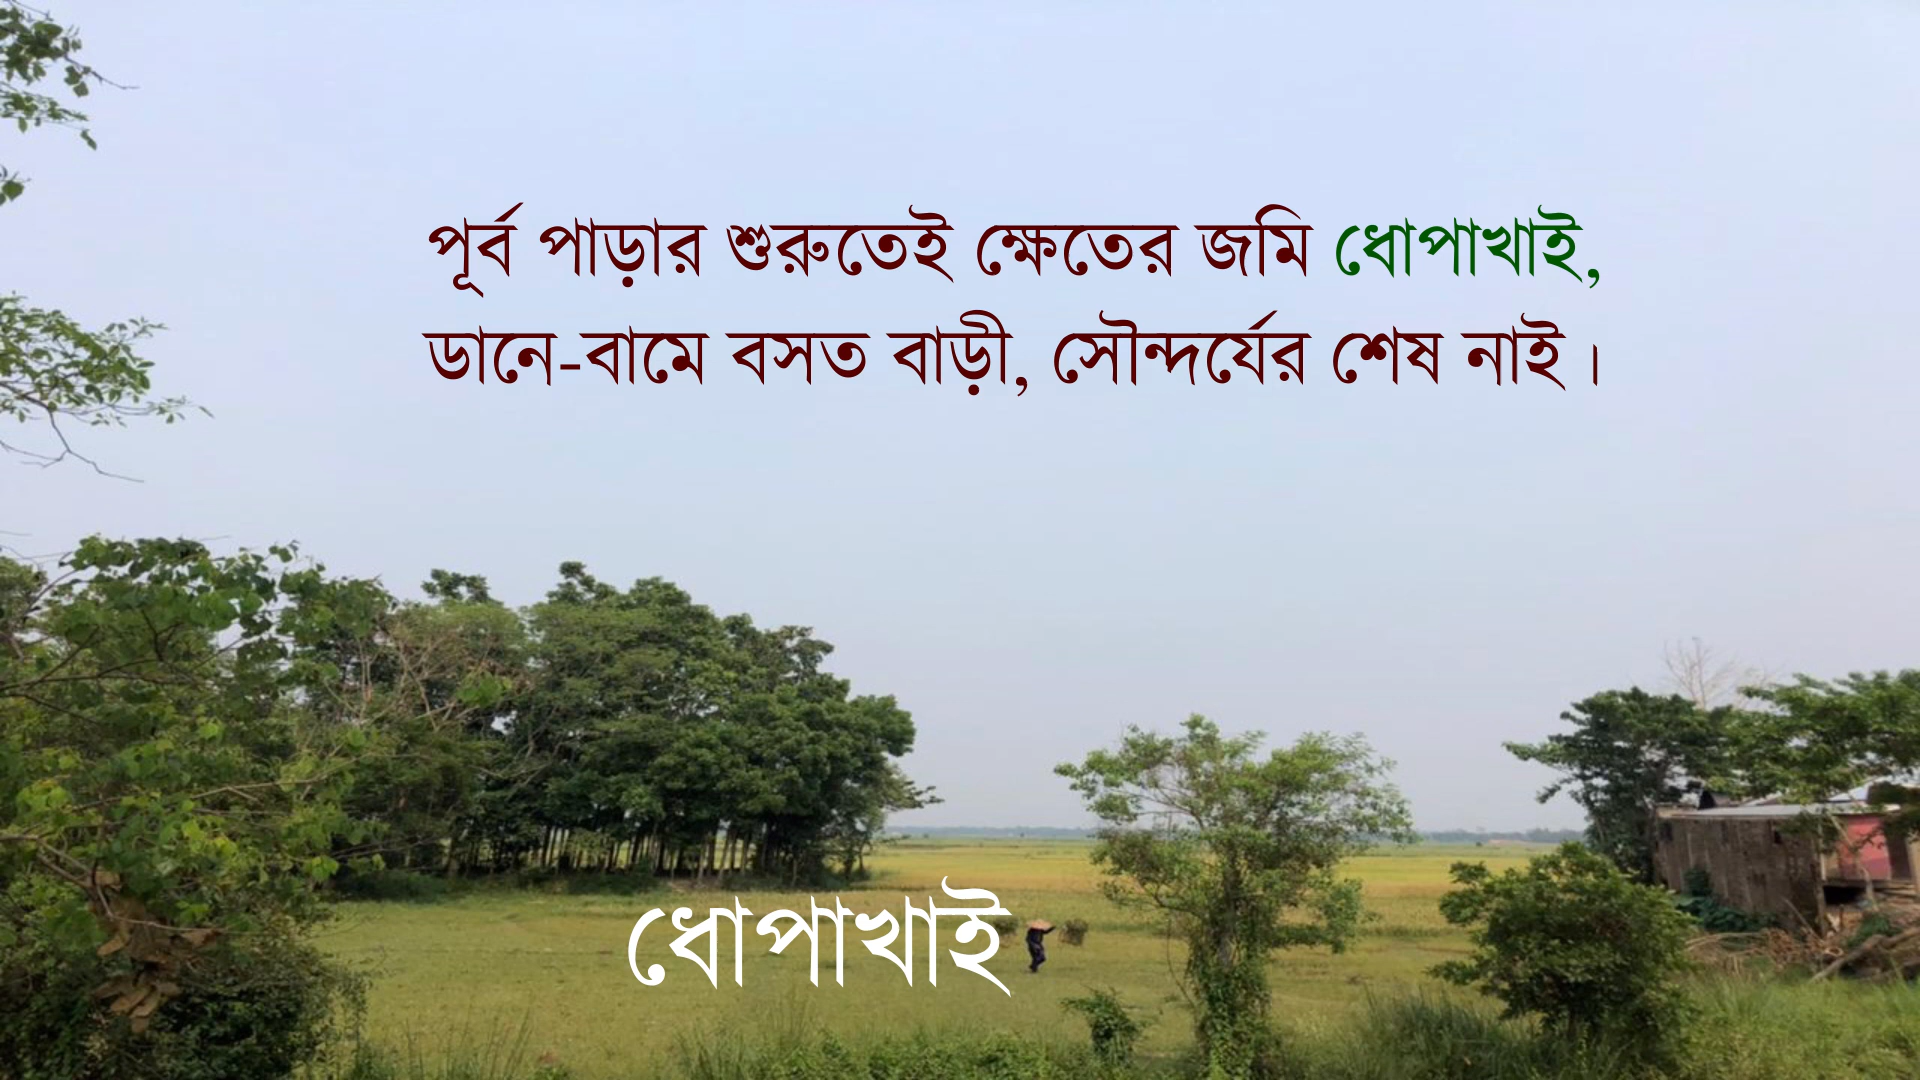 পূর্ব পাড়ার শুরুতেই ক্ষেতের জমি ধোপাখাই,
ডানে-বামে বসত বাড়ী, সৌন্দর্যের শেষ নাই।
ধোপাখাই